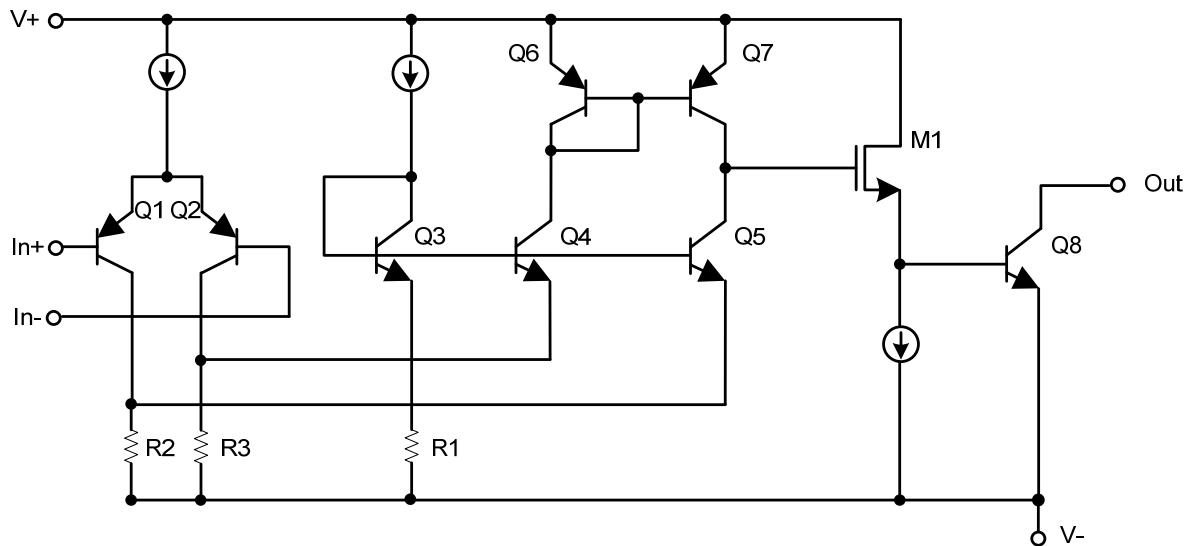 V+
Q6
Q7
M1
Q1
Q2
Out
In+
Q3
Q4
Q5
Q8
In-
R2
R3
R1
V-